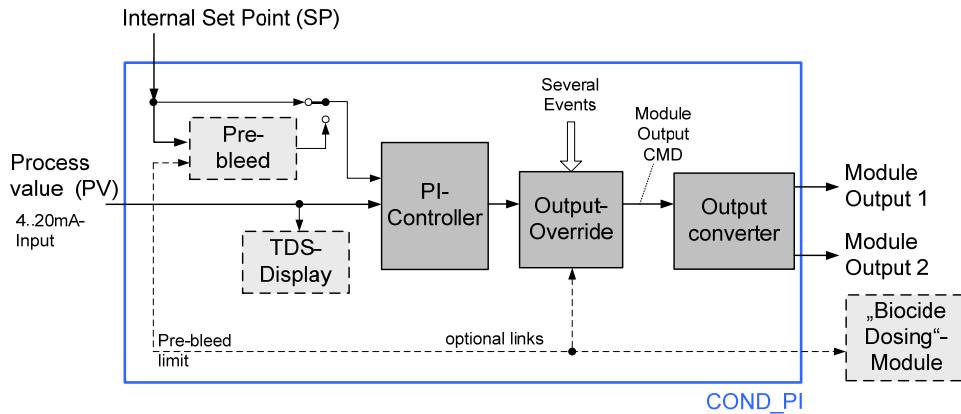 Internal Set Point (SP)
Several
Events
Module
Output
CMD
Pre-
bleed
Process
value (PV)
4..20mA-
Input
PI-
Controller
Output-
Override
Output
converter
Module
Output 1
Module
Output 2
TDS-
Display
Pre-bleed
limit
optional links
„Biocide
Dosing“-
Module
COND_PI